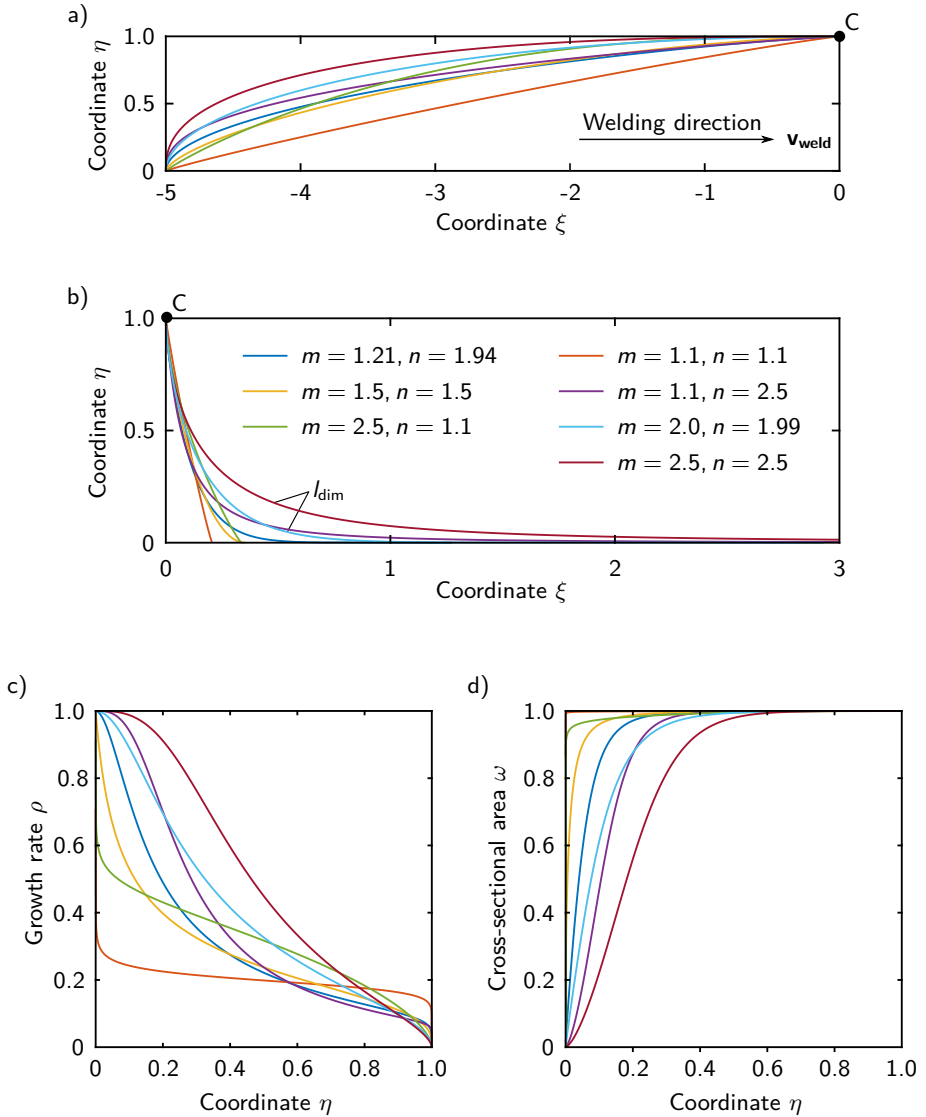 a)
C
1.0
0.5
0
Coordinate η
Welding direction
v_weld
-5 -4 -3 -2 -1 0
Coordinate ξ
b)
C
1.0
0.5
0
Coordinate η
m = 1.21, n = 1.94
m = 1.1, n = 1.1
m = 1.5, n = 1.5
m = 1.1, n = 2.5
m = 2.5, n = 1.1
m = 2.0, n = 1.99
m = 2.5, n = 2.5
l_dim
0 1 2 3
Coordinate ξ
c)
1.0
0.8
0.6
0.4
0.2
0
Growth rate ρ
0 0.2 0.4 0.6 0.8 1.0
Coordinate η
d)
1.0
0.8
0.6
0.4
0.2
0
Cross-sectional area ω
0 0.2 0.4 0.6 0.8 1.0
Coordinate η